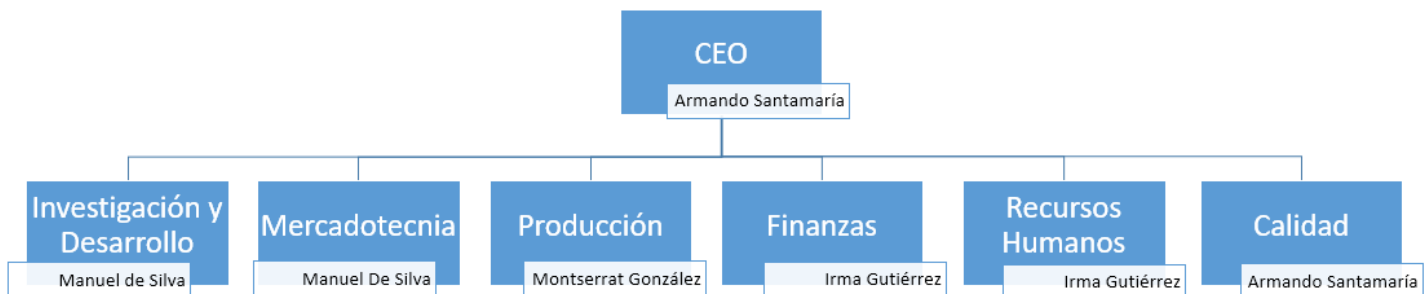 CEO
Armando Santamaría
Investigación y
Desarrollo
Manuel de Silva
Mercadotecnia
Manuel De Silva
Producción
Montserrat González
Finanzas
Irma Gutiérrez
Recursos
Humanos
Irma Gutiérrez
Calidad
Armando Santamaría